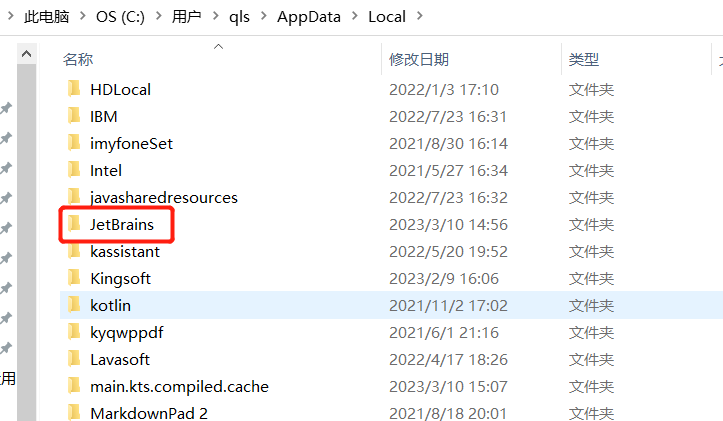 此电脑 > OS (C:) > 用户 > qls > AppData > Local >
名称 修改日期 类型
HDLocal 2022/1/3 17:10 文件夹
IBM 2022/7/23 16:31 文件夹
imyfoneSet 2021/8/30 16:14 文件夹
Intel 2021/5/27 16:34 文件夹
javasharedresources 2022/7/23 16:32 文件夹
JetBrains 2023/3/10 14:56 文件夹
kassistant 2022/5/20 19:52 文件夹
Kingsoft 2023/2/9 16:06 文件夹
kotlin 2021/11/2 17:02 文件夹
kyqwppdf 2021/6/1 21:16 文件夹
Lavasoft 2022/4/17 18:26 文件夹
用 main.kts.compiled.cache 2023/3/10 15:07 文件夹
MarkdownPad 2 2021/8/18 20:01 文件夹